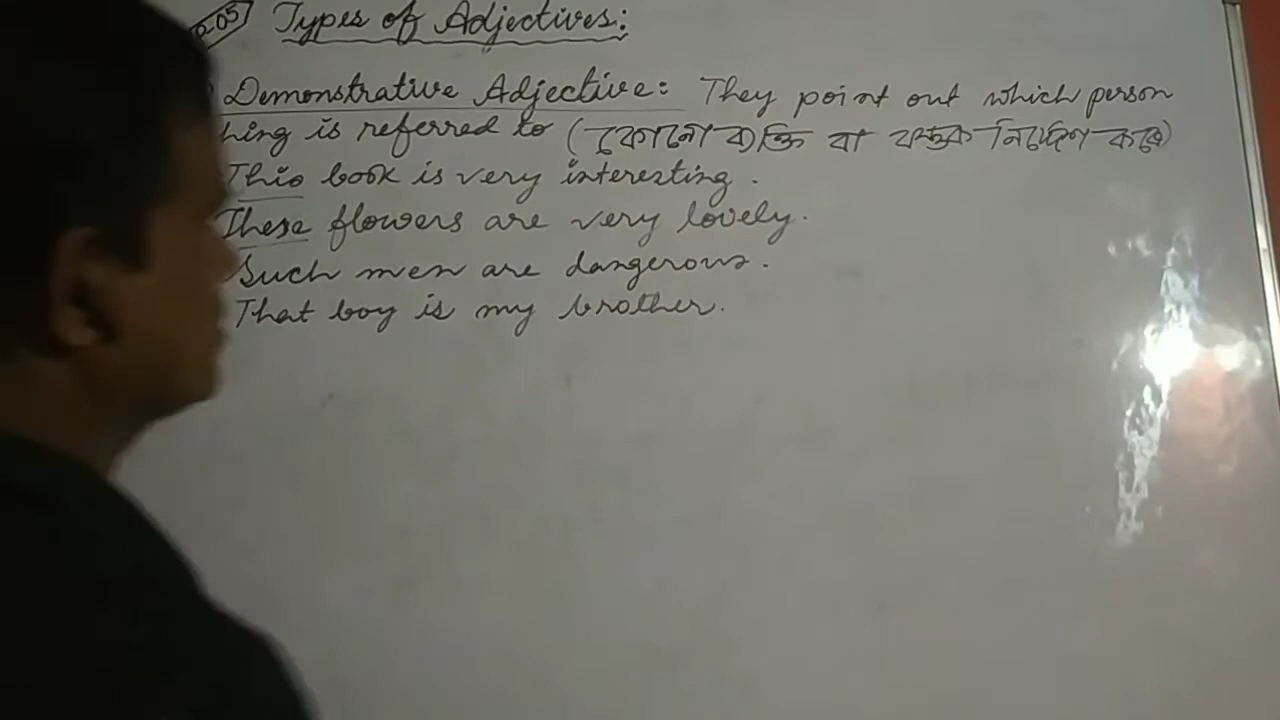 Types of Adjectives:
Demonstrative Adjective: They point out which person
hing is referred to (কোনো ব্যক্তি বা বস্তুকে নির্দেশ করে)
This book is very interesting.
These flowers are very lovely.
Such men are dangerous.
That boy is my brother.